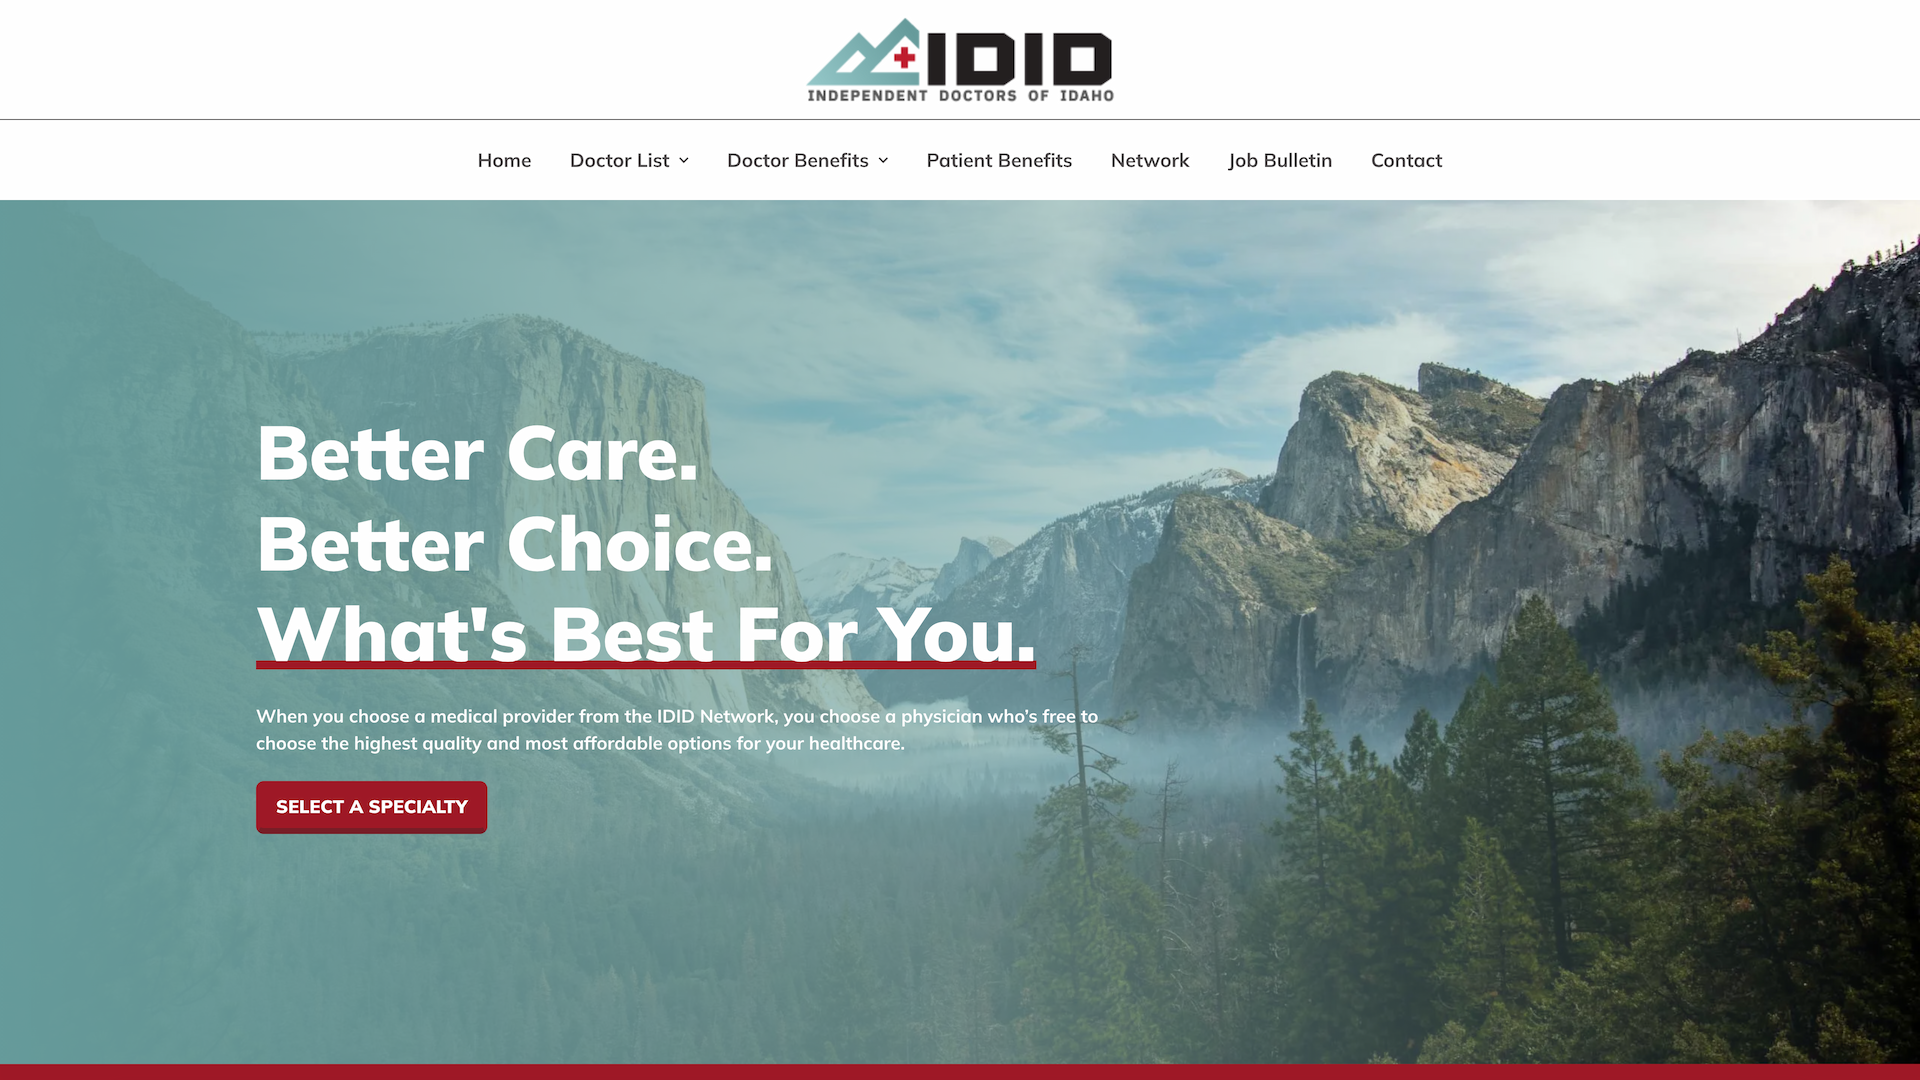 IDID
INDEPENDENT DOCTORS OF IDAHO
Home Doctor List Doctor Benefits Patient Benefits Network Job Bulletin Contact
Better Care.
Better Choice.
What's Best For You.
When you choose a medical provider from the IDID Network, you choose a physician who’s free to
choose the highest quality and most affordable options for your healthcare.
SELECT A SPECIALTY